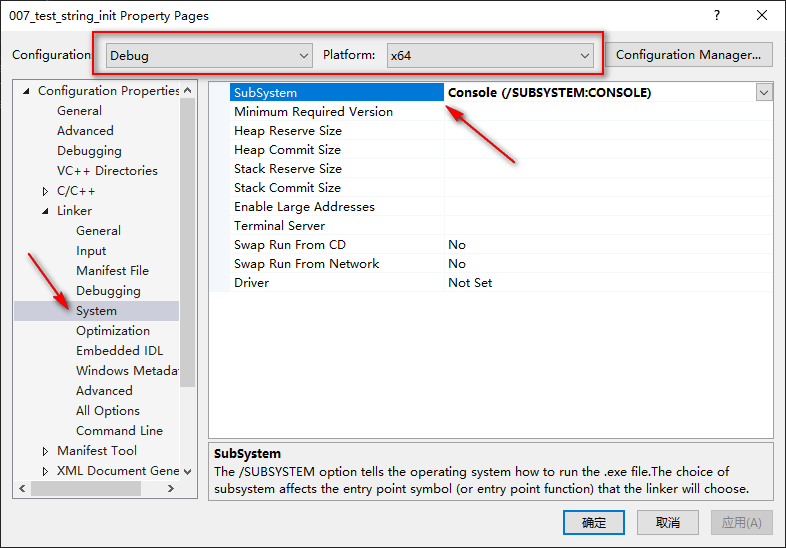 007_test_string_init Property Pages
?
Configuration:
Debug
Platform:
x64
Configuration Manager...
Configuration Properties
General
Advanced
Debugging
VC++ Directories
C/C++
Linker
General
Input
Manifest File
Debugging
System
Optimization
Embedded IDL
Windows Metada
Advanced
All Options
Command Line
Manifest Tool
XML Document Gene
SubSystem Console (/SUBSYSTEM:CONSOLE)
Minimum Required Version
Heap Reserve Size
Heap Commit Size
Stack Reserve Size
Stack Commit Size
Enable Large Addresses
Terminal Server
Swap Run From CD No
Swap Run From Network No
Driver Not Set
SubSystem
The /SUBSYSTEM option tells the operating system how to run the .exe file.The choice of
subsystem affects the entry point symbol (or entry point function) that the linker will choose.
确定
取消
应用(A)